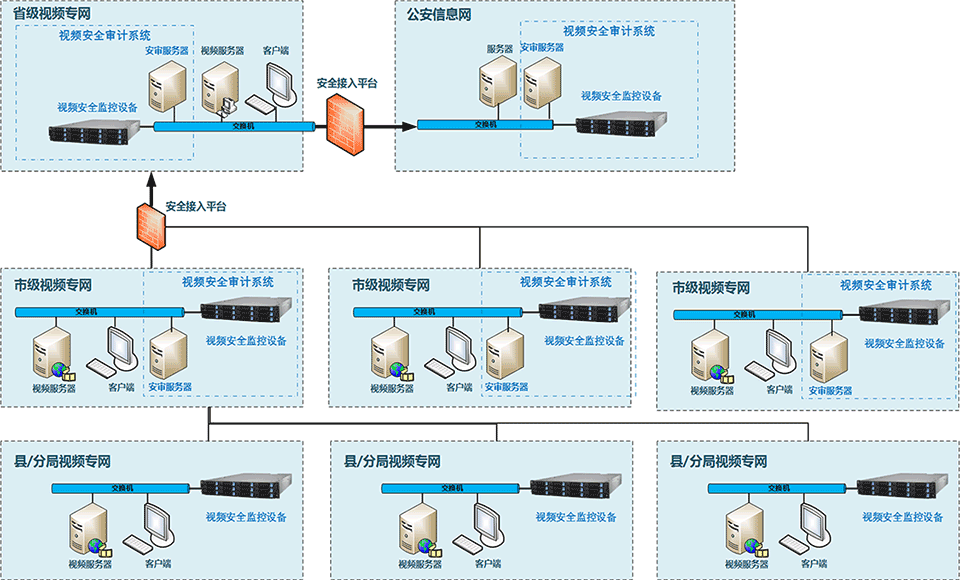 省级视频专网
视频安全审计系统
安审服务器
视频服务器
客户端
视频安全监控设备
交换机
安全接入平台
公安信息网
视频安全审计系统
服务器
安审服务器
视频安全监控设备
交换机
安全接入平台
市级视频专网
视频安全审计系统
交换机
视频安全监控设备
视频服务器
客户端
安审服务器
市级视频专网
视频安全审计系统
交换机
视频安全监控设备
视频服务器
客户端
安审服务器
市级视频专网
视频安全审计系统
交换机
视频安全监控设备
视频服务器
客户端
安审服务器
县/分局视频专网
交换机
视频安全监控设备
视频服务器
客户端
县/分局视频专网
交换机
视频安全监控设备
视频服务器
客户端
县/分局视频专网
交换机
视频安全监控设备
视频服务器
客户端